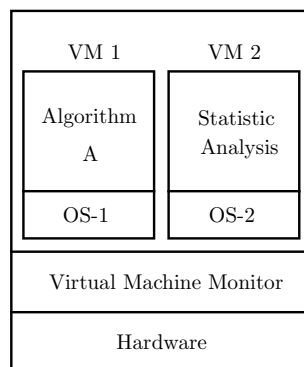 VM 1
VM 2
Algorithm
A
Statistic
Analysis
OS-1
OS-2
Virtual Machine Monitor
Hardware